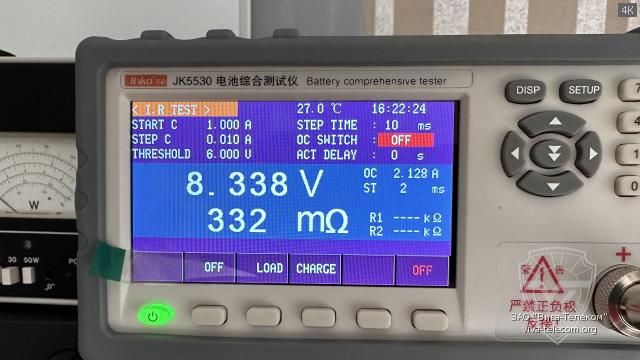 4K
Jinko JK5530 电池综合测试仪 Battery comprehensive tester
< I.R TEST > 27.0 ℃ 16:22:24
START C 1.000 A STEP TIME : 10 ms
STEP C 0.010 A OC SWITCH : OFF
THRESHOLD 6.000 V ACT DELAY : 0 s
8.338 V OC 2.128 A
ST 2 ms
332 mΩ R1 ---- kΩ
R2 ---- kΩ
OFF LOAD CHARGE OFF
DISP SETUP
W
30 50W
警 告
严禁正负极
ЗАО "Вива-Телеком"
viva-telecom.org